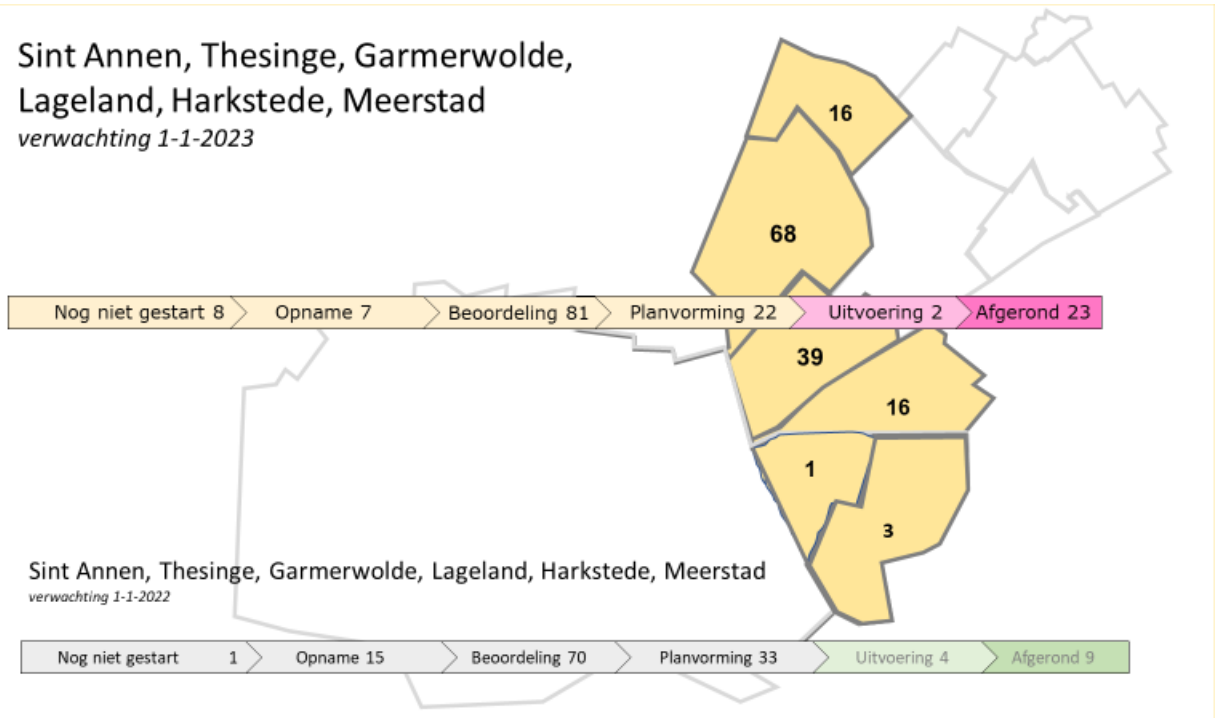 Sint Annen, Thesinge, Garmerwolde,
Lageland, Harkstede, Meerstad
verwachting 1-1-2023
16
68
Nog niet gestart 8 Opname 7 Beoordeling 81 Planvorming 22 Uitvoering 2 Afgerond 23
39
16
1
3
Sint Annen, Thesinge, Garmerwolde, Lageland, Harkstede, Meerstad
verwachting 1-1-2022
Nog niet gestart 1 Opname 15 Beoordeling 70 Planvorming 33 Uitvoering 4 Afgerond 9